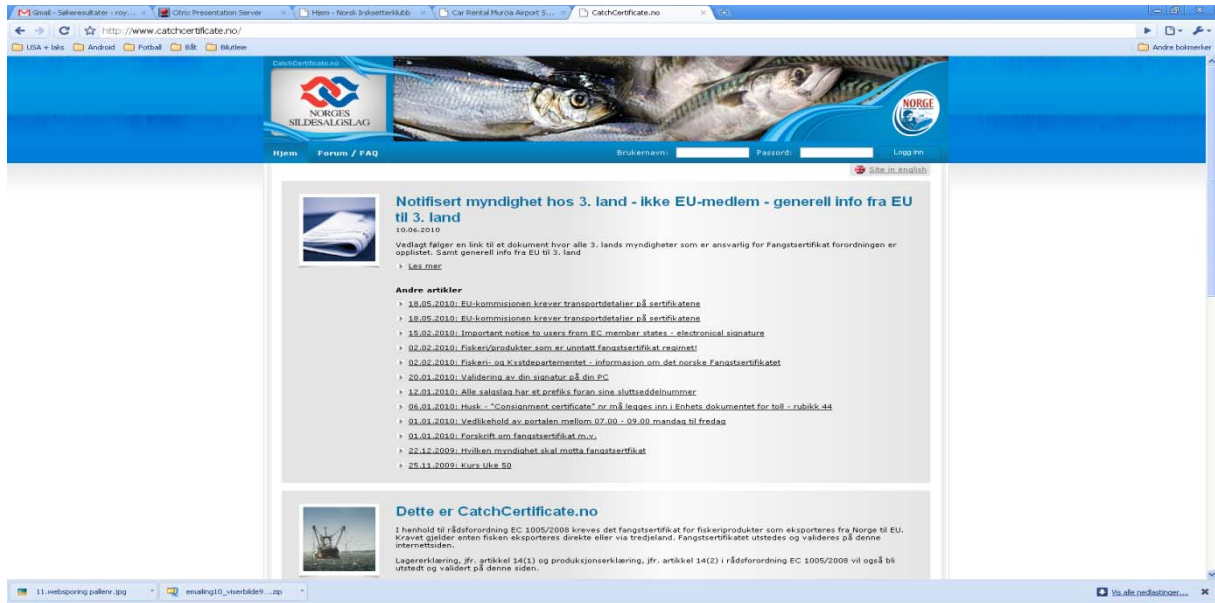 Gmail - Søkeresultater - roy...
Citrix Presentation Server
Hjem - Norsk Irsksetterklubb
Car Rental Murcia Airport S...
CatchCertificate.no
http://www.catchcertificate.no/
USA + laks
Android
Fotball
Båt
Bilutleie
Andre bokmerker
CatchCertificate.no
NORGES
SILDESALGSLAG
NORGE
Hjem
Forum / FAQ
Brukernavn:
Passord:
Logg inn
Site in english
Notifisert myndighet hos 3. land - ikke EU-medlem - generell info fra EU
til 3. land
10.06.2010
Vedlagt følger en link til et dokument hvor alle 3. lands myndigheter som er ansvarlig for Fangstsertifikat forordningen er
opplistet. Samt generell info fra EU til 3. land
Les mer
Andre artikler
18.05.2010: EU-kommisjonen krever transportdetaljer på sertifikatene
18.05.2010: EU-kommisjonen krever transportdetaljer på sertifikatene
15.02.2010: Important notice to users from EC member states - electronical signature
02.02.2010: Fiskeri/produkter som er unntatt fangstsertifikat regimet!
02.02.2010: Fiskeri- og Kystdepartementet - informasjon om det norske Fangstsertifikatet
20.01.2010: Validering av din signatur på din PC
12.01.2010: Alle salgslag har et prefiks foran sine sluttseddelnummer
06.01.2010: Husk - "Consignment certificate" nr må legges inn i Enhets dokumentet for toll - rubikk 44
01.01.2010: Vedlikehold av portalen mellom 07.00 - 09.00 mandag til fredag
01.01.2010: Forskrift om fangstsertifikat m.v.
22.12.2009: Hvilken myndighet skal motta fangstsertfikat
25.11.2009: Kurs Uke 50
Dette er CatchCertificate.no
I henhold til rådsforordning EC 1005/2008 kreves det fangstsertifikat for fiskeriprodukter som eksporteres fra Norge til EU.
Kravet gjelder enten fisken eksporteres direkte eller via tredjeland. Fangstsertifikatet utstedes og valideres på denne
internettsiden.
Lagererklæring, jfr. artikkel 14(1) og produksjonserklæring, jfr. artikkel 14(2) i rådsforordning EC 1005/2008 vil også bli
utstedt og validert på denne siden.
11.websporing pallenr.jpg
emailing10_viserbilde9....zip
Vis alle nedlastinger...